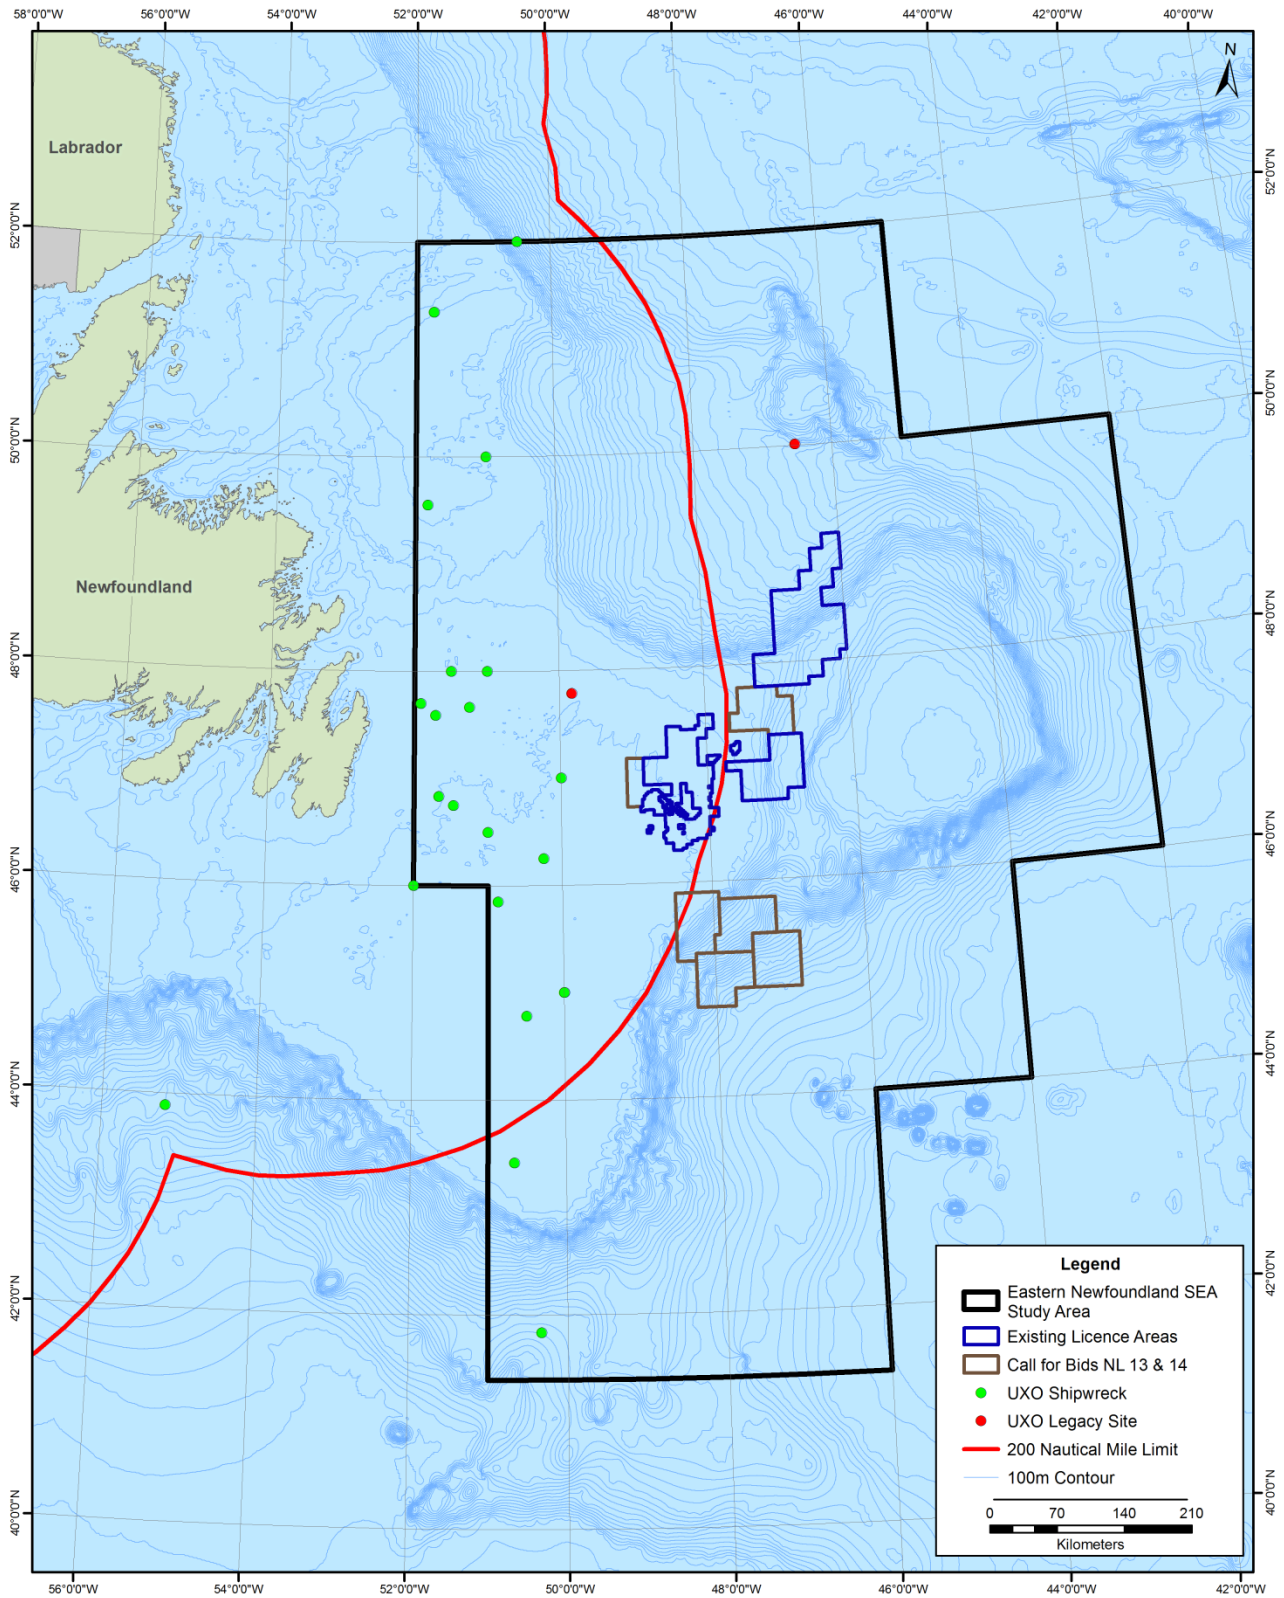 58°0'0"W 56°0'0"W 54°0'0"W 52°0'0"W 50°0'0"W 48°0'0"W 46°0'0"W 44°0'0"W 42°0'0"W 40°0'0"W
N
Labrador
52°0'0"N
52°0'0"N
50°0'0"N
50°0'0"N
Newfoundland
48°0'0"N
48°0'0"N
46°0'0"N
46°0'0"N
44°0'0"N
44°0'0"N
42°0'0"N
42°0'0"N
40°0'0"N
40°0'0"N
Legend
Eastern Newfoundland SEA
Study Area
Existing Licence Areas
Call for Bids NL 13 & 14
UXO Shipwreck
UXO Legacy Site
200 Nautical Mile Limit
100m Contour
0 70 140 210
Kilometers
56°0'0"W 54°0'0"W 52°0'0"W 50°0'0"W 48°0'0"W 46°0'0"W 44°0'0"W 42°0'0"W